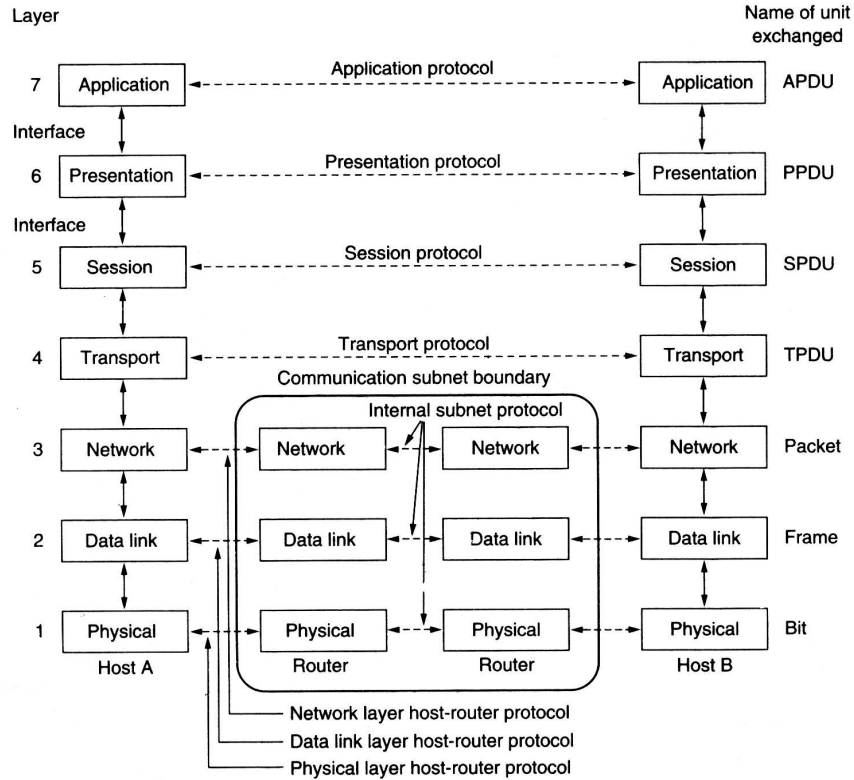 Layer
Name of unit
exchanged
7 Application Application protocol Application APDU
Interface
6 Presentation Presentation protocol Presentation PPDU
Interface
5 Session Session protocol Session SPDU
4 Transport Transport protocol Transport TPDU
Communication subnet boundary
Internal subnet protocol
3 Network Network Network Network Packet
2 Data link Data link Data link Data link Frame
1 Physical Physical Physical Physical Bit
Host A Router Router Host B
Network layer host-router protocol
Data link layer host-router protocol
Physical layer host-router protocol